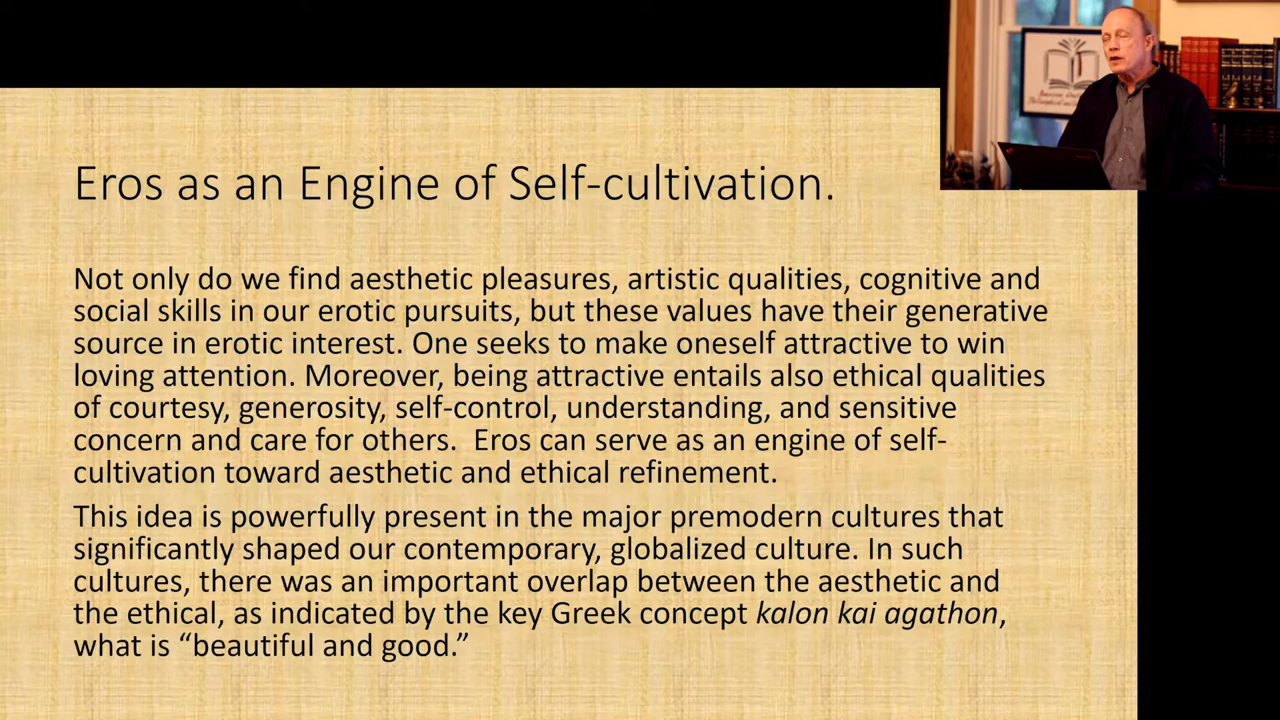 Eros as an Engine of Self-cultivation.
Not only do we find aesthetic pleasures, artistic qualities, cognitive and
social skills in our erotic pursuits, but these values have their generative
source in erotic interest. One seeks to make oneself attractive to win
loving attention. Moreover, being attractive entails also ethical qualities
of courtesy, generosity, self-control, understanding, and sensitive
concern and care for others.  Eros can serve as an engine of self-
cultivation toward aesthetic and ethical refinement.
This idea is powerfully present in the major premodern cultures that
significantly shaped our contemporary, globalized culture. In such
cultures, there was an important overlap between the aesthetic and
the ethical, as indicated by the key Greek concept kalon kai agathon,
what is “beautiful and good.”